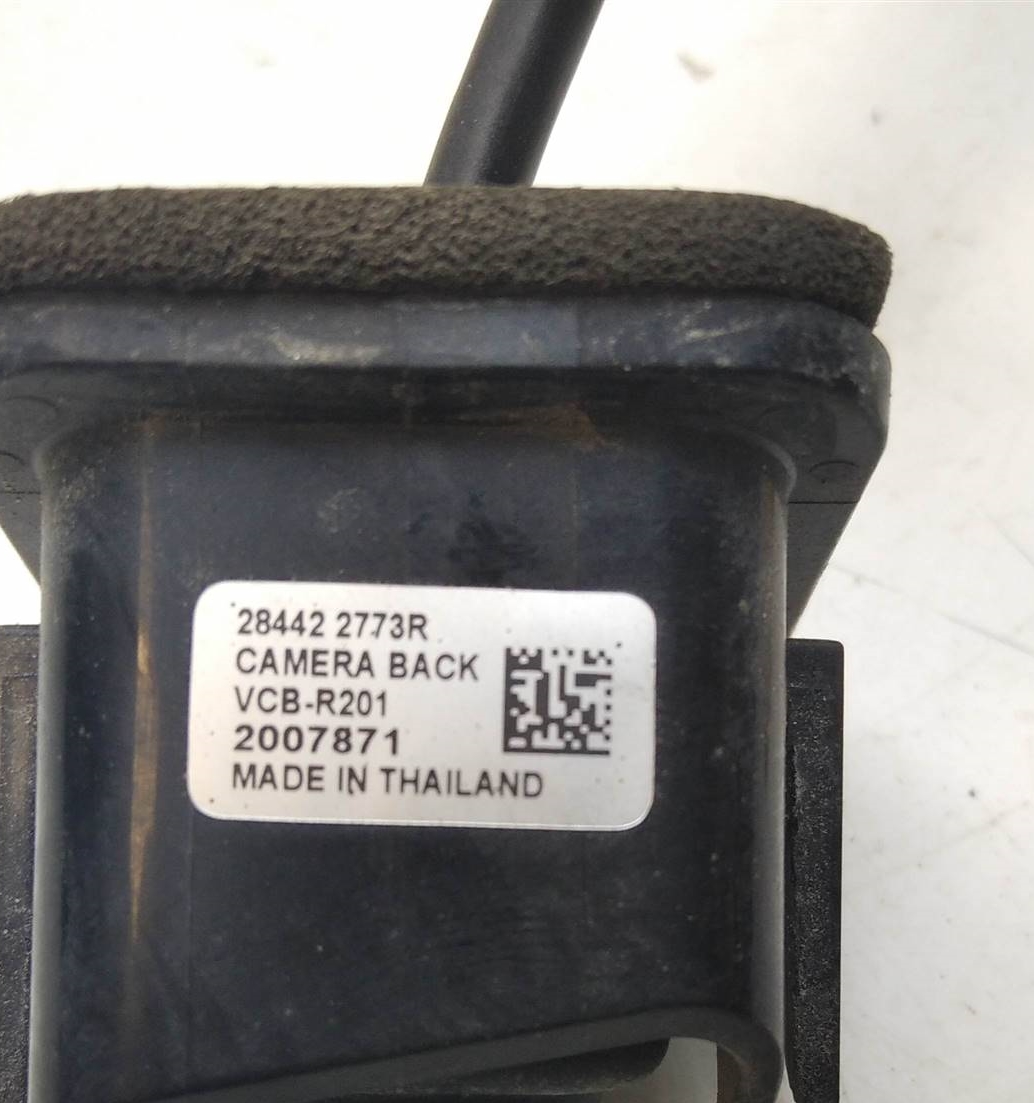 28442 2773R
CAMERA BACK
VCB-R201
2007871
MADE IN THAILAND